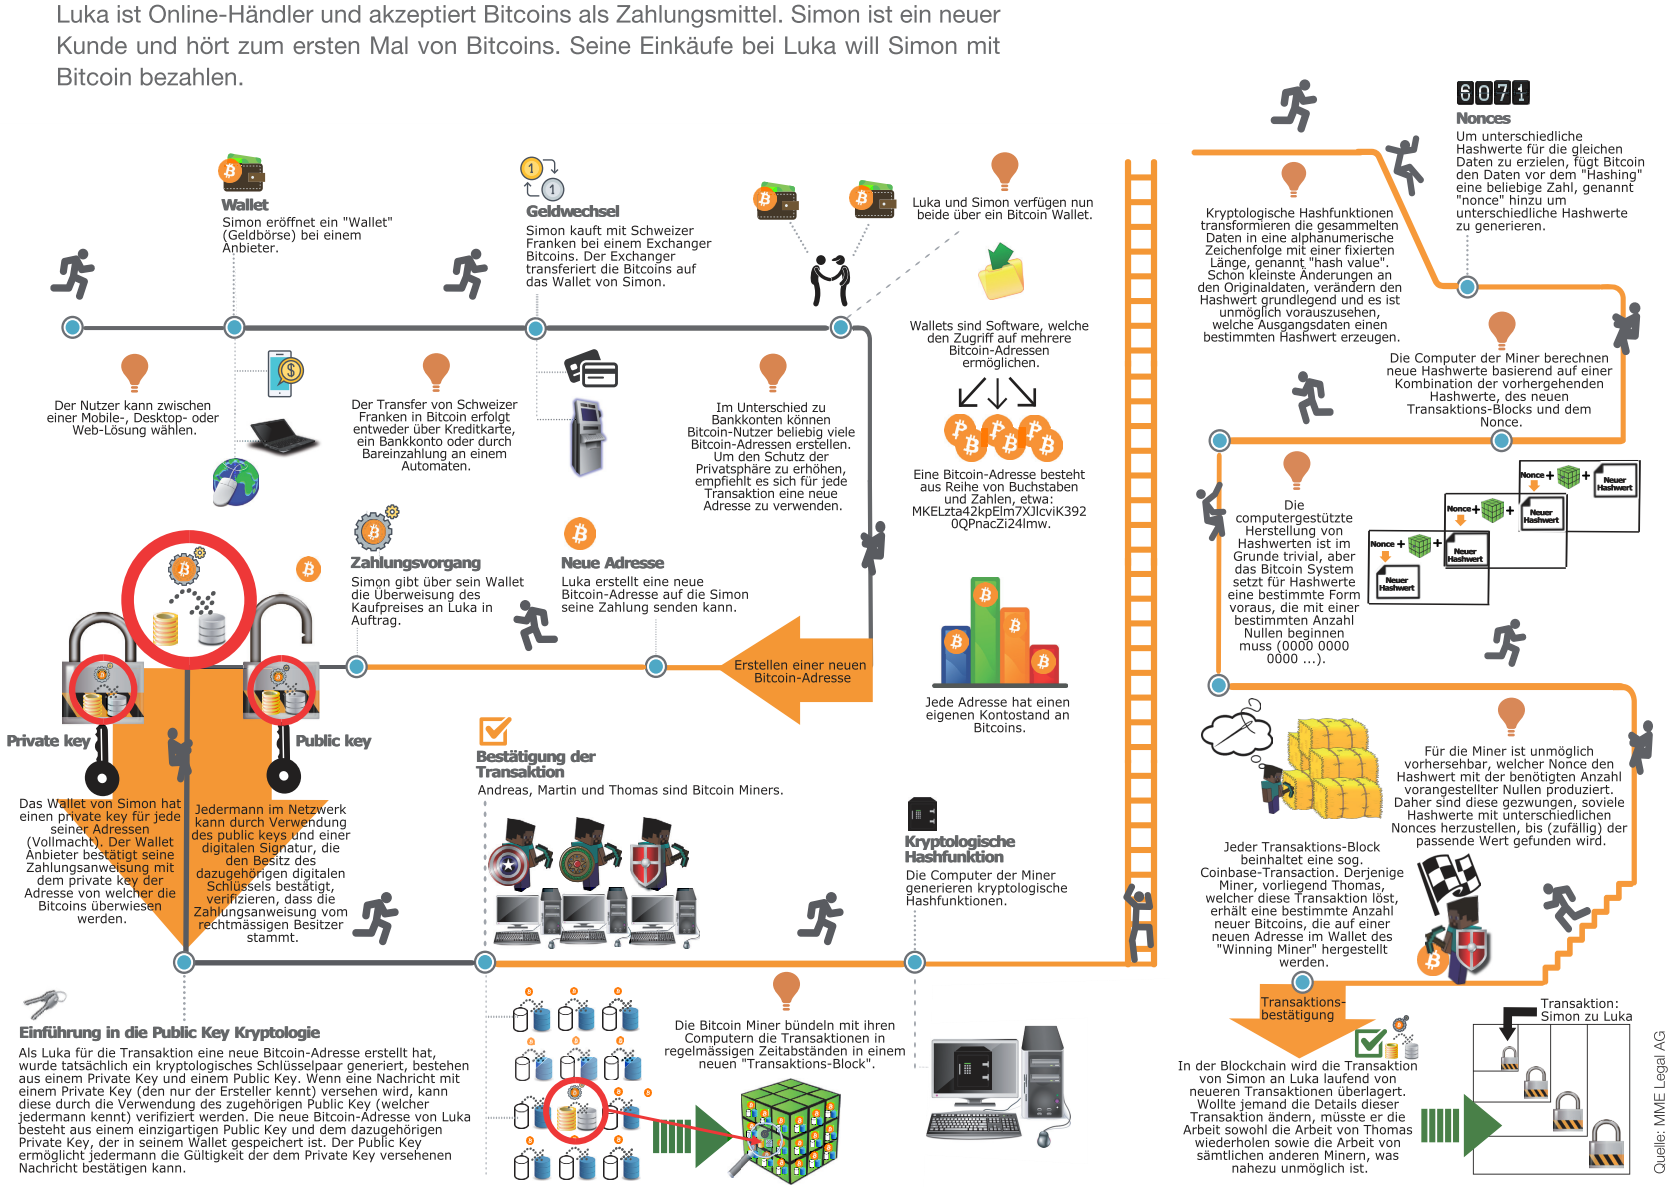 Luka ist Online-Händler und akzeptiert Bitcoins als Zahlungsmittel. Simon ist ein neuer
Kunde und hört zum ersten Mal von Bitcoins. Seine Einkäufe bei Luka will Simon mit
Bitcoin bezahlen.
Wallet
Simon eröffnet ein "Wallet"
(Geldbörse) bei einem
Anbieter.
Der Nutzer kann zwischen
einer Mobile-, Desktop- oder
Web-Lösung wählen.
1
1
Geldwechsel
Simon kauft mit Schweizer
Franken bei einem Exchanger
Bitcoins. Der Exchanger
transferiert die Bitcoins auf
das Wallet von Simon.
Der Transfer von Schweizer
Franken in Bitcoin erfolgt
entweder über Kreditkarte,
ein Bankkonto oder durch
Bareinzahlung an einem
Automaten.
Luka und Simon verfügen nun
beide über ein Bitcoin Wallet.
Im Unterschied zu
Bankkonten können
Bitcoin-Nutzer beliebig viele
Bitcoin-Adressen erstellen.
Um den Schutz der
Privatsphäre zu erhöhen,
empfiehlt es sich für jede
Transaktion eine neue
Adresse zu verwenden.
Wallets sind Software, welche
den Zugriff auf mehrere
Bitcoin-Adressen
ermöglichen.
Eine Bitcoin-Adresse besteht
aus Reihe von Buchstaben
und Zahlen, etwa:
MKELzta42kpElm7XJlcviK392
0QPnacZi24lmw.
Jede Adresse hat einen
eigenen Kontostand an
Bitcoins.
Erstellen einer neuen
Bitcoin-Adresse
Neue Adresse
Luka erstellt eine neue
Bitcoin-Adresse auf die Simon
seine Zahlung senden kann.
Zahlungsvorgang
Simon gibt über sein Wallet
die Überweisung des
Kaufpreises an Luka in
Auftrag.
Private key
Das Wallet von Simon hat
einen private key für jede
seiner Adressen
(Vollmacht). Der Wallet
Anbieter bestätigt seine
Zahlungsanweisung mit
dem private key der
Adresse von welcher die
Bitcoins überwiesen
werden.
Public key
Jedermann im Netzwerk
kann durch Verwendung
des public keys und einer
digitalen Signatur, die
den Besitz des
dazugehörigen digitalen
Schlüssels bestätigt,
verifizieren, dass die
Zahlungsanweisung vom
rechtmässigen Besitzer
stammt.
Einführung in die Public Key Kryptologie
Als Luka für die Transaktion eine neue Bitcoin-Adresse erstellt hat,
wurde tatsächlich ein kryptologisches Schlüsselpaar generiert, bestehen
aus einem Private Key und einem Public Key. Wenn eine Nachricht mit
einem Private Key (den nur der Ersteller kennt) versehen wird, kann
diese durch die Verwendung des zugehörigen Public Key (welcher
jedermann kennt) verifiziert werden. Die neue Bitcoin-Adresse von Luka
besteht aus einem einzigartigen Public Key und dem dazugehörigen
Private Key, der in seinem Wallet gespeichert ist. Der Public Key
ermöglicht jedermann die Gültigkeit der dem Private Key versehenen
Nachricht bestätigen kann.
Bestätigung der
Transaktion
Andreas, Martin und Thomas sind Bitcoin Miners.
Die Bitcoin Miner bündeln mit ihren
Computern die Transaktionen in
regelmässigen Zeitabständen in einem
neuen "Transaktions-Block".
Kryptologische
Hashfunktion
Die Computer der Miner
generieren kryptologische
Hashfunktionen.
Kryptologische Hashfunktionen
transformieren die gesammelten
Daten in eine alphanumerische
Zeichenfolge mit einer fixierten
Länge, genannt "hash value".
Schon kleinste Änderungen an
den Originaldaten, verändern den
Hashwert grundlegend und es ist
unmöglich vorauszusehen,
welche Ausgangsdaten einen
bestimmten Hashwert erzeugen.
6071
Nonces
Um unterschiedliche
Hashwerte für die gleichen
Daten zu erzielen, fügt Bitcoin
den Daten vor dem "Hashing"
eine beliebige Zahl, genannt
"nonce" hinzu um
unterschiedliche Hashwerte
zu generieren.
Die Computer der Miner berechnen
neue Hashwerte basierend auf einer
Kombination der vorhergehenden
Hashwerte, des neuen
Transaktions-Blocks und dem
Nonce.
Nonce + +
Neuer
Hashwert
Nonce + +
Neuer
Hashwert
Nonce + +
Neuer
Hashwert
Neuer
Hashwert
Die
computergestützte
Herstellung von
Hashwerten ist im
Grunde trivial, aber
das Bitcoin System
setzt für Hashwerte
eine bestimmte Form
voraus, die mit einer
bestimmten Anzahl
Nullen beginnen
muss (0000 0000
0000 ...).
Für die Miner ist unmöglich
vorhersehbar, welcher Nonce den
Hashwert mit der benötigten Anzahl
vorangestellter Nullen produziert.
Daher sind diese gezwungen, soviele
Hashwerte mit unterschiedlichen
Nonces herzustellen, bis (zufällig) der
passende Wert gefunden wird.
Jeder Transaktions-Block
beinhaltet eine sog.
Coinbase-Transaction. Derjenige
Miner, vorliegend Thomas,
welcher diese Transaktion löst,
erhält eine bestimmte Anzahl
neuer Bitcoins, die auf einer
neuen Adresse im Wallet des
"Winning Miner" hergestellt
werden.
Transaktions-
bestätigung
In der Blockchain wird die Transaktion
von Simon an Luka laufend von
neueren Transaktionen überlagert.
Wollte jemand die Details dieser
Transaktion ändern, müsste er die
Arbeit sowohl die Arbeit von Thomas
wiederholen sowie die Arbeit von
sämtlichen anderen Minern, was
nahezu unmöglich ist.
Transaktion:
Simon zu Luka
Quelle: MME Legal AG